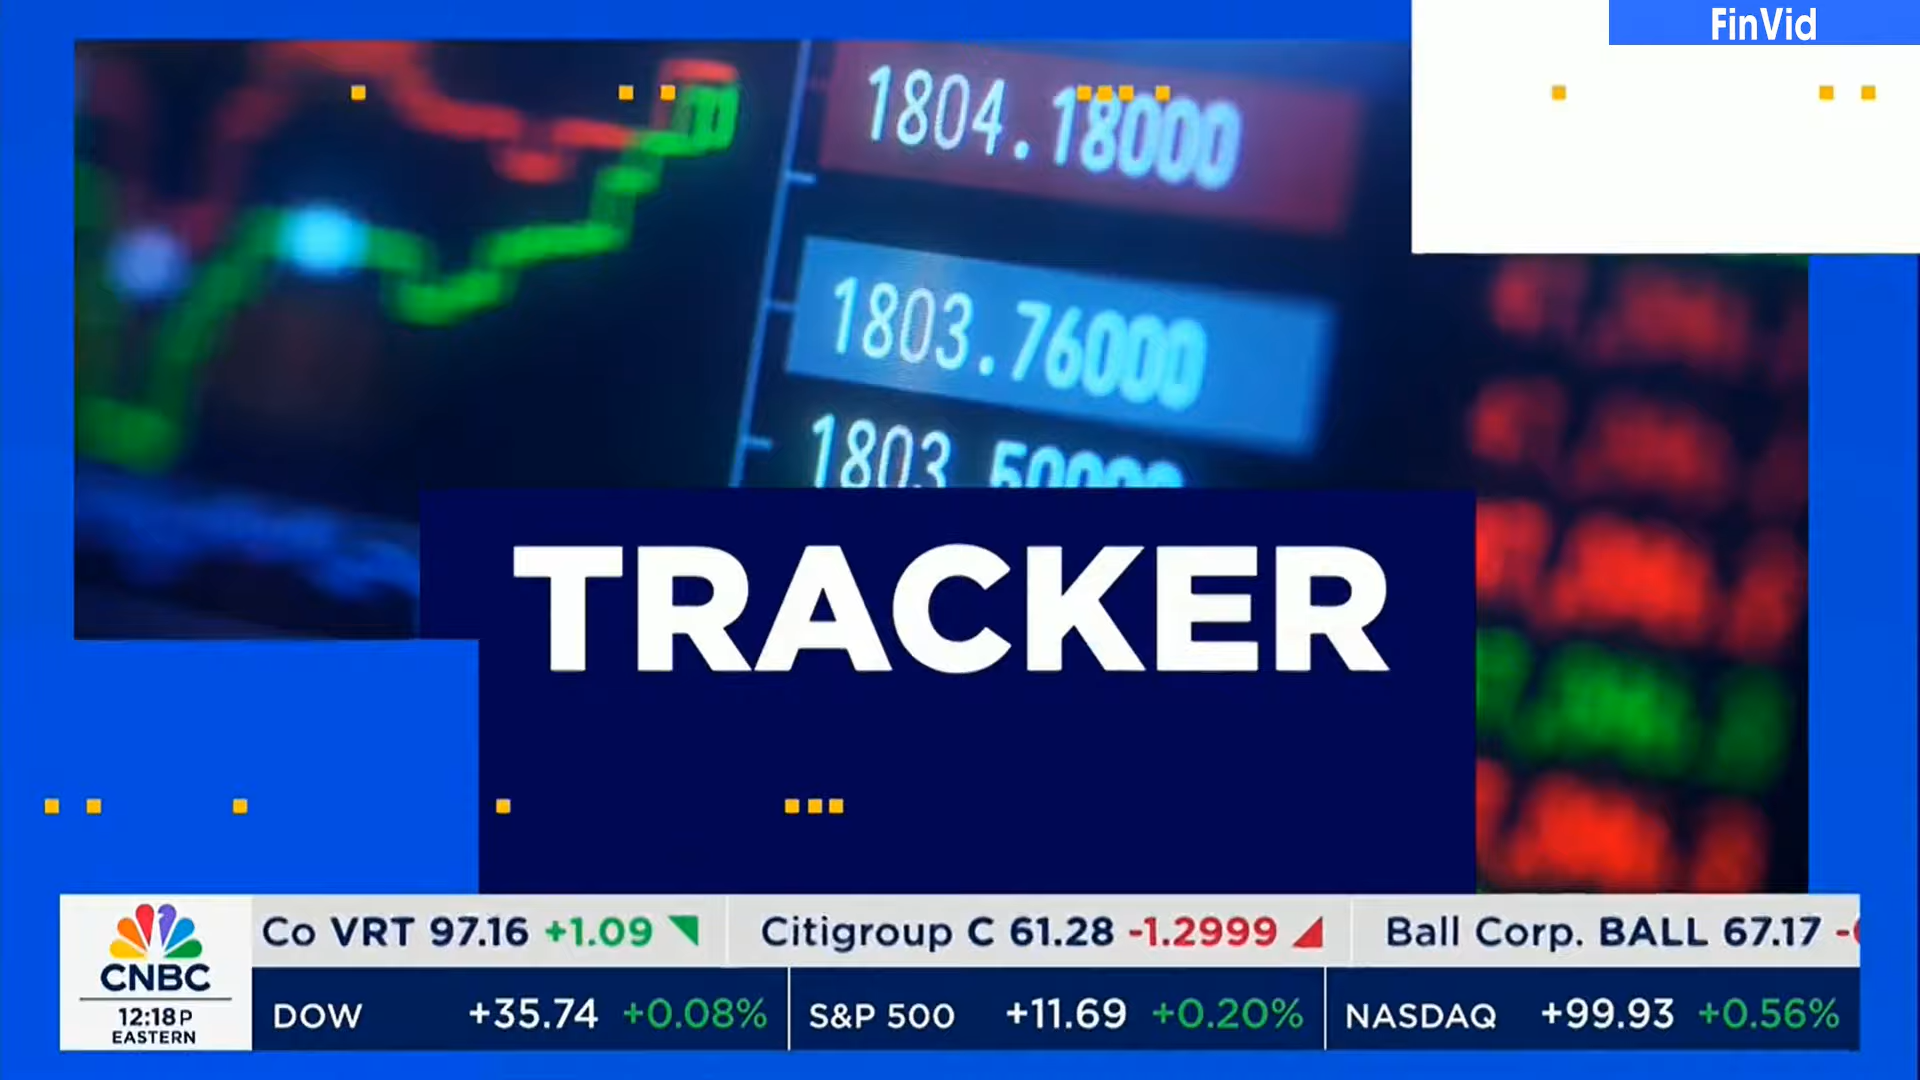 FinVid
1804.18000
1803.76000
1803.50000
TRACKER
Co VRT 97.16 +1.09
Citigroup C 61.28 -1.2999
Ball Corp. BALL 67.17 -
CNBC
12:18P
EASTERN
DOW +35.74 +0.08%
S&P 500 +11.69 +0.20%
NASDAQ +99.93 +0.56%